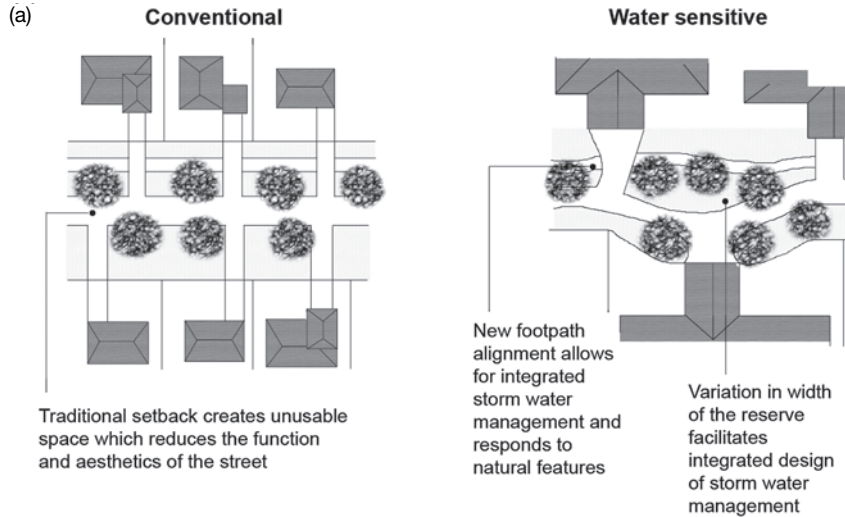 (a)
Conventional
Water sensitive
Traditional setback creates unusable
space which reduces the function
and aesthetics of the street
New footpath
alignment allows
for integrated
storm water
management and
responds to
natural features
Variation in width
of the reserve
facilitates
integrated design
of storm water
management